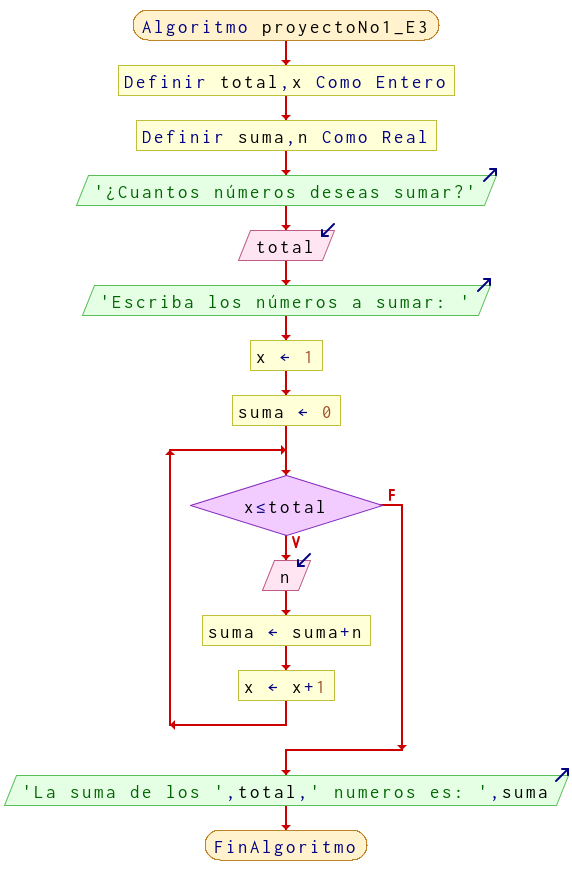 Algoritmo proyectoNo1_E3
Definir total,x Como Entero
Definir suma,n Como Real
'¿Cuantos números deseas sumar?'
total
'Escriba los números a sumar: '
x ← 1
suma ← 0
x≤total
F
V
n
suma ← suma+n
x ← x+1
'La suma de los ',total,' numeros es: ',suma
FinAlgoritmo